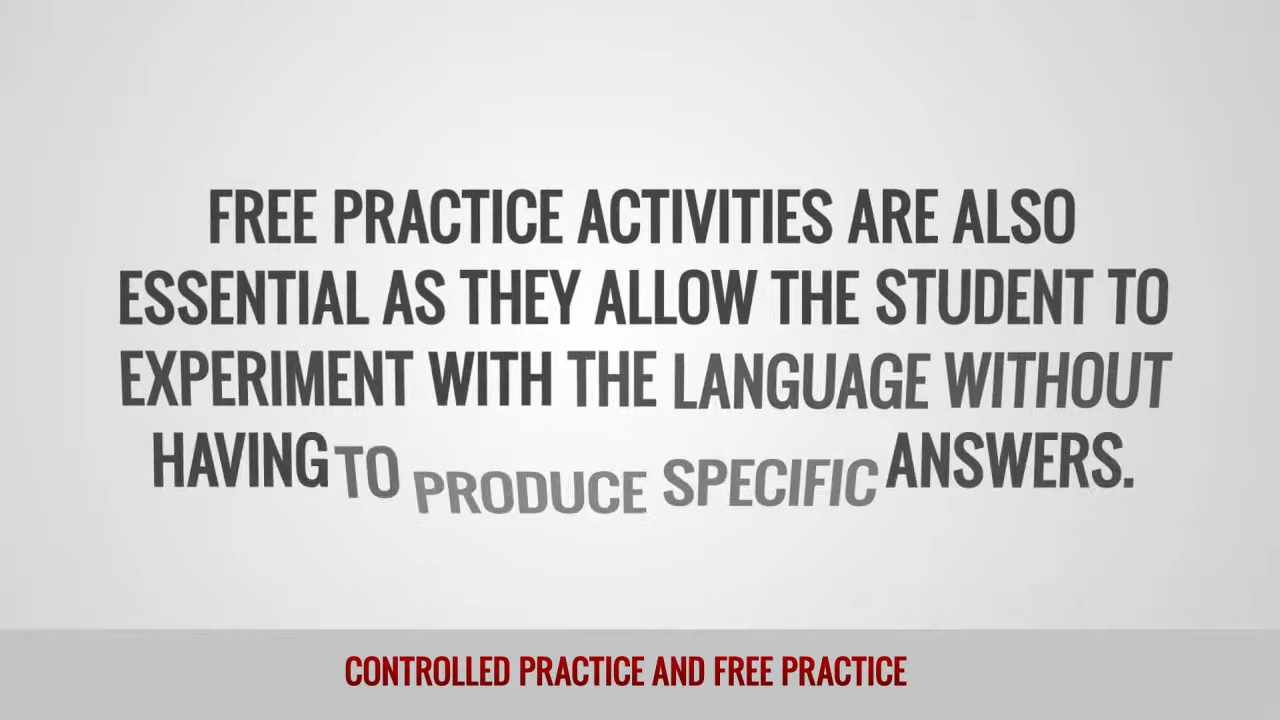 FREE PRACTICE ACTIVITIES ARE ALSO
ESSENTIAL AS THEY ALLOW THE STUDENT TO
EXPERIMENT WITH THE LANGUAGE WITHOUT
HAVING TO PRODUCE SPECIFIC ANSWERS.
CONTROLLED PRACTICE AND FREE PRACTICE